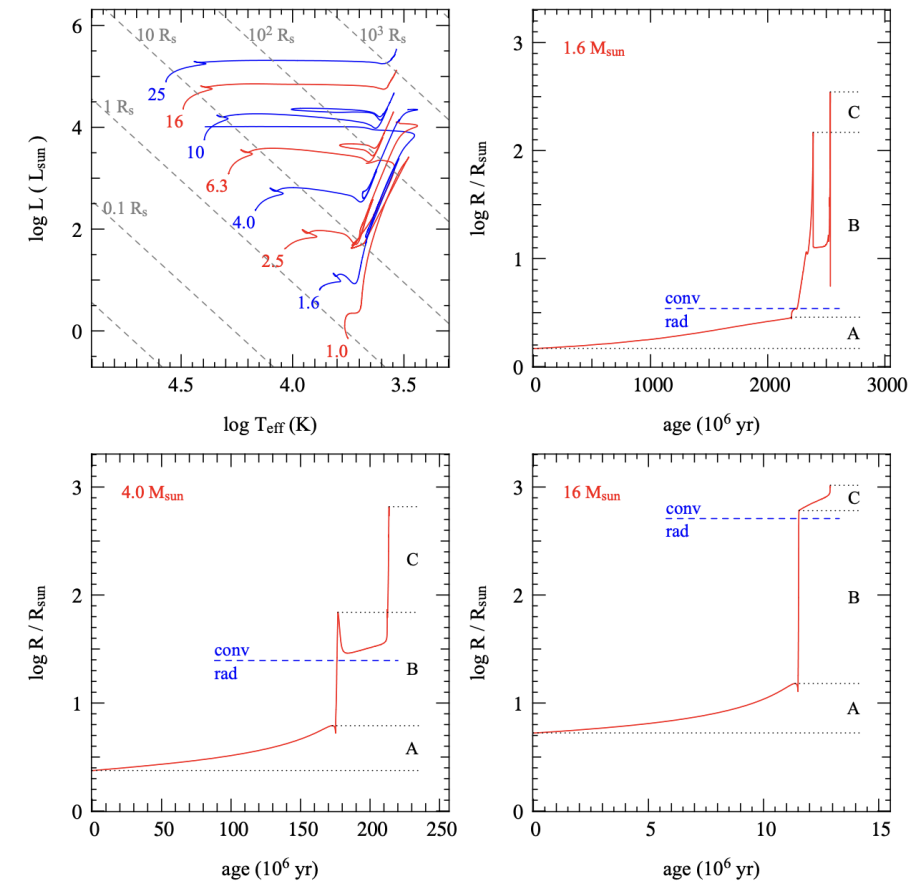 6
4
2
0
log L ( L_sun )
10 R_s
10^2 R_s
10^3 R_s
1 R_s
0.1 R_s
25
16
10
6.3
4.0
2.5
1.6
1.0
4.5
4.0
3.5
log T_eff (K)
3
2
1
0
log R / R_sun
1.6 M_sun
C
B
conv
rad
A
0
1000
2000
3000
age (10^6 yr)
3
2
1
0
log R / R_sun
4.0 M_sun
C
conv
rad
B
A
0
50
100
150
200
250
age (10^6 yr)
3
2
1
0
log R / R_sun
16 M_sun
C
conv
rad
B
A
0
5
10
15
age (10^6 yr)